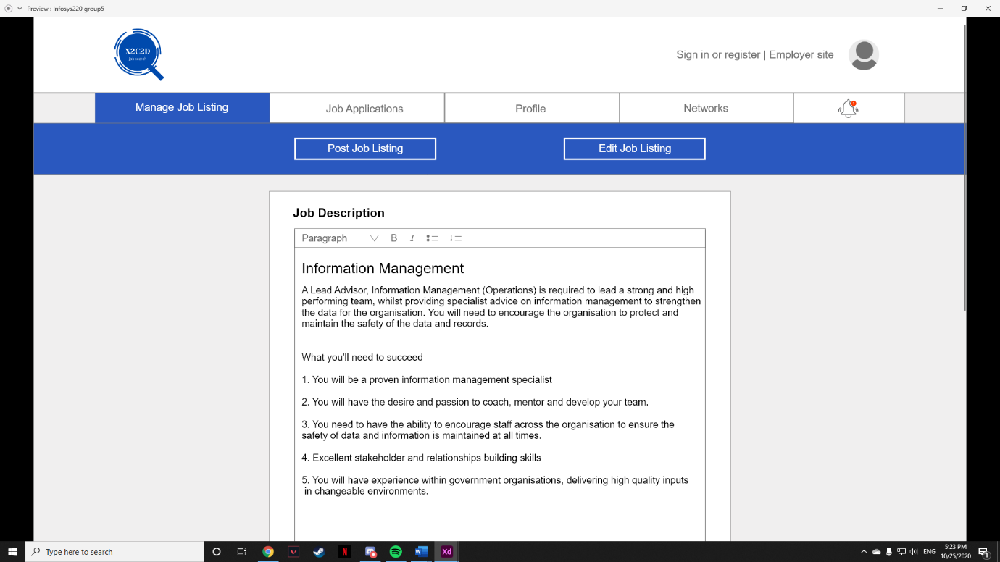 Preview : Infosys220 group5
X2C2D
Job search
Sign in or register | Employer site
Manage Job Listing
Job Applications
Profile
Networks
Post Job Listing
Edit Job Listing
Job Description
Paragraph
B
I
Information Management
A Lead Advisor, Information Management (Operations) is required to lead a strong and high
performing team, whilst providing specialist advice on information management to strengthen
the data for the organisation. You will need to encourage the organisation to protect and
maintain the safety of the data and records.
What you'll need to succeed
1. You will be a proven information management specialist
2. You will have the desire and passion to coach, mentor and develop your team.
3. You need to have the ability to encourage staff across the organisation to ensure the
safety of data and information is maintained at all times.
4. Excellent stakeholder and relationships building skills
5. You will have experience within government organisations, delivering high quality inputs
in changeable environments.
Type here to search
N
W
Xd
ENG
5:23 PM
10/25/2020
1